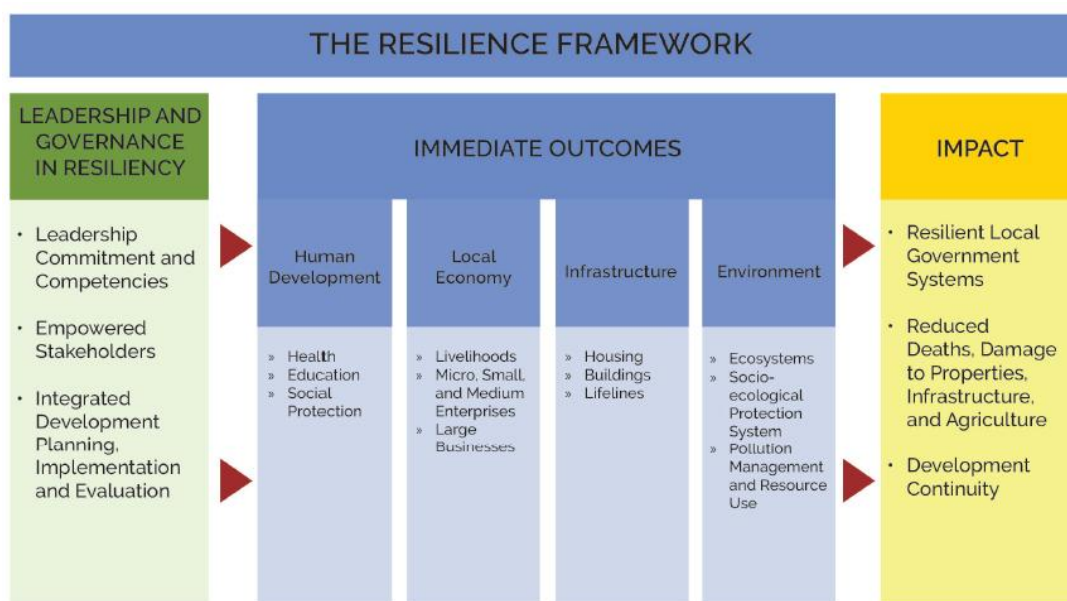 THE RESILIENCE FRAMEWORK
LEADERSHIP AND
GOVERNANCE
IN RESILIENCY
• Leadership
Commitment and
Competencies
• Empowered
Stakeholders
• Integrated
Development
Planning,
Implementation
and Evaluation
IMMEDIATE OUTCOMES
Human
Development
» Health
» Education
» Social
Protection
Local
Economy
» Livelihoods
» Micro, Small,
and Medium
Enterprises
» Large
Businesses
Infrastructure
» Housing
» Buildings
» Lifelines
Environment
» Ecosystems
» Socio-
ecological
Protection
System
» Pollution
Management
and Resource
Use
IMPACT
• Resilient Local
Government
Systems
• Reduced
Deaths, Damage
to Properties,
Infrastructure,
and Agriculture
• Development
Continuity